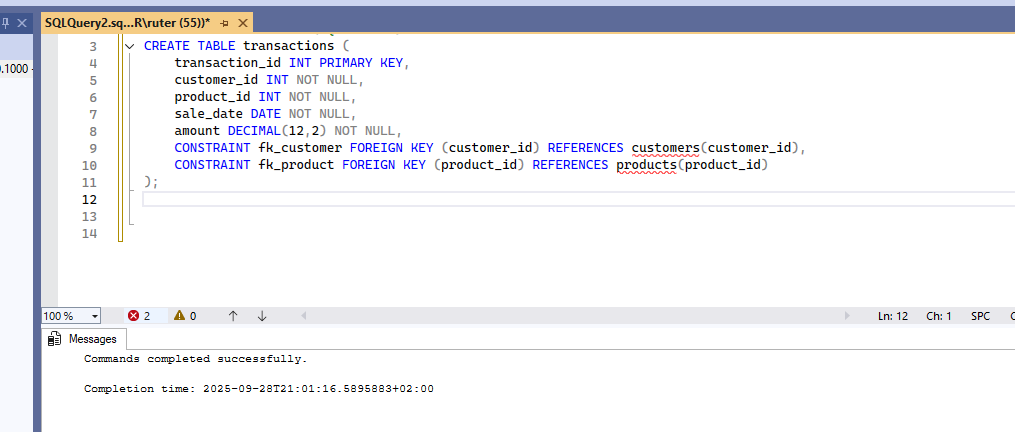 SQLQuery2.sq...R\ruter (55))*
.1000
3 CREATE TABLE transactions (
4 transaction_id INT PRIMARY KEY,
5 customer_id INT NOT NULL,
6 product_id INT NOT NULL,
7 sale_date DATE NOT NULL,
8 amount DECIMAL(12,2) NOT NULL,
9 CONSTRAINT fk_customer FOREIGN KEY (customer_id) REFERENCES customers(customer_id),
10 CONSTRAINT fk_product FOREIGN KEY (product_id) REFERENCES products(product_id)
11 );
12
13
14
100 % 2 0 Ln: 12 Ch: 1 SPC
Messages
Commands completed successfully.
Completion time: 2025-09-28T21:01:16.5895883+02:00